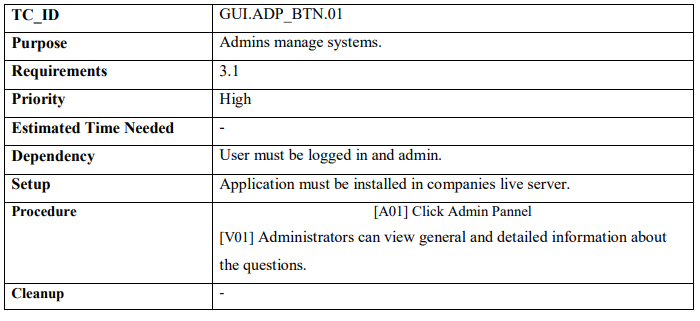 TC_ID GUI.ADP_BTN.01
Purpose Admins manage systems.
Requirements 3.1
Priority High
Estimated Time Needed -
Dependency User must be logged in and admin.
Setup Application must be installed in companies live server.
Procedure [A01] Click Admin Pannel
[V01] Administrators can view general and detailed information about
the questions.
Cleanup -